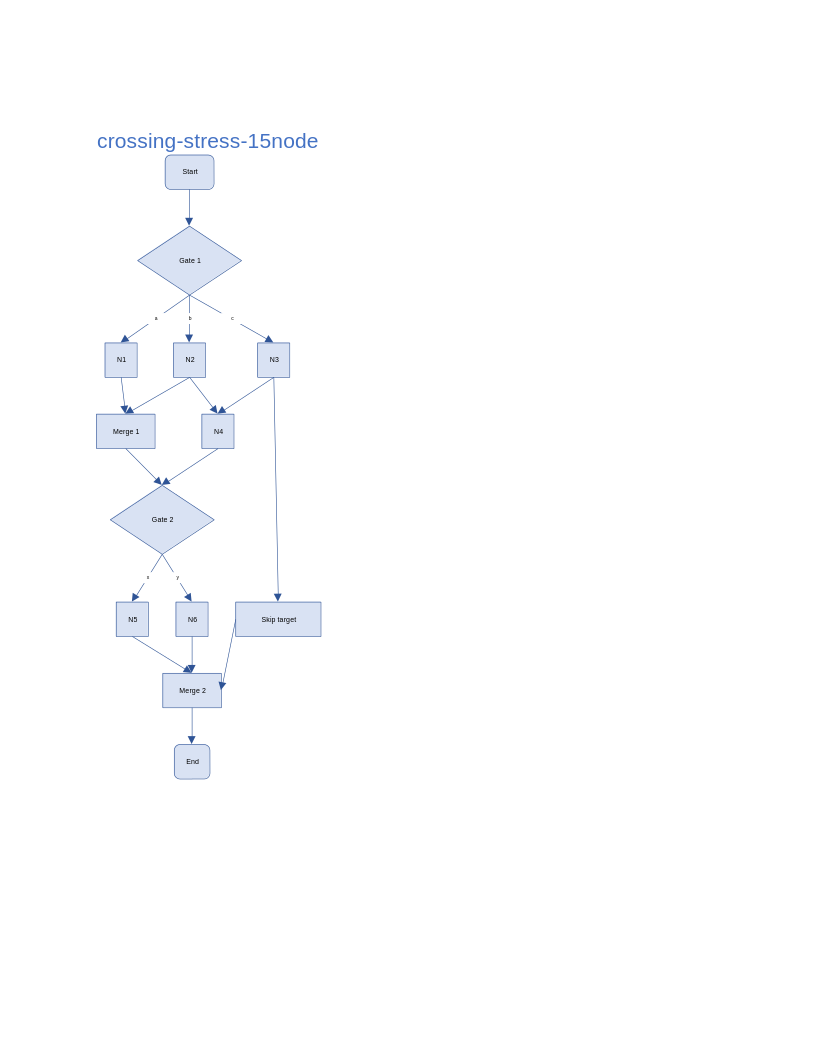 crossing-stress-15node
Start
Gate 1
a b c
N1 N2 N3
Merge 1 N4
Gate 2
x y
N5 N6 Skip target
Merge 2
End